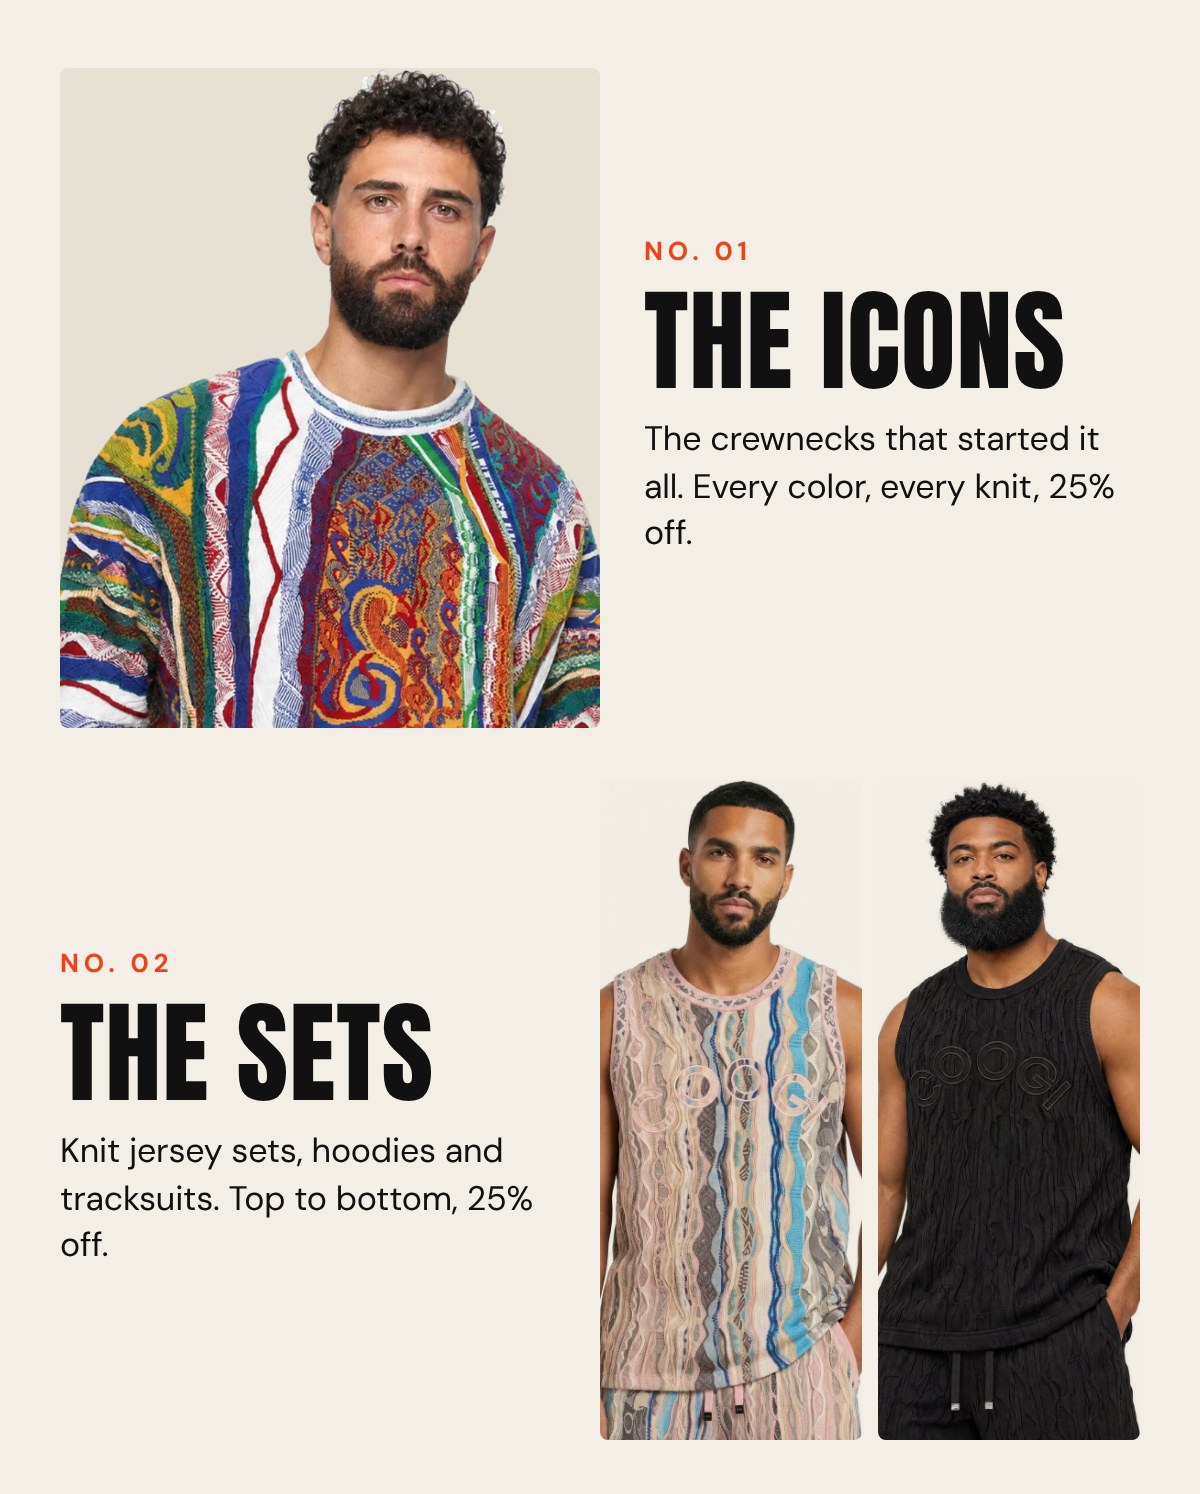 NO. 01
THE ICONS
The crewnecks that started it
all. Every color, every knit, 25%
off.
NO. 02
THE SETS
Knit jersey sets, hoodies and
tracksuits. Top to bottom, 25%
off.
COOGI
COOGI